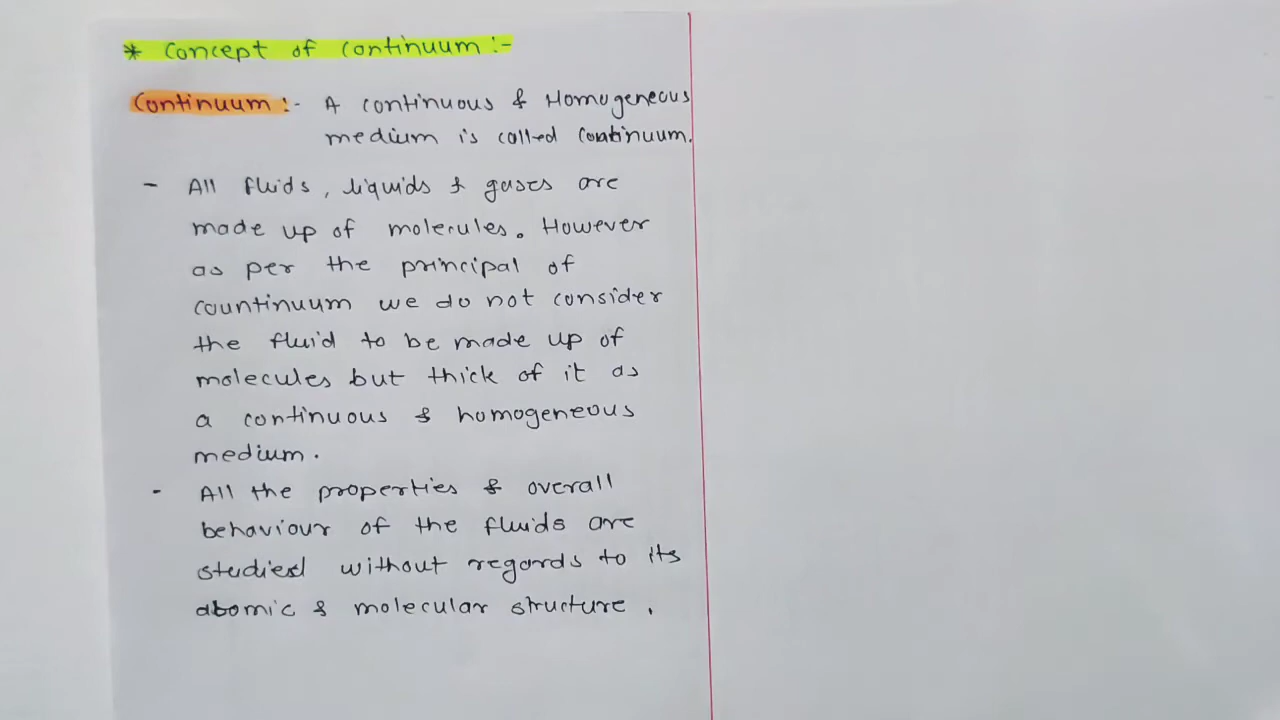 * Concept of Continuum :-
Continuum :- A continuous & Homogeneous
medium is called Continuum.
- All fluids, liquids & gases are
made up of molecules. However
as per the principal of
countinuum we do not consider
the fluid to be made up of
molecules but thick of it as
a continuous & homogeneous
medium.
- All the properties & overall
behaviour of the fluids are
studied without regards to its
atomic & molecular structure.